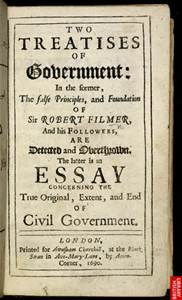 TWO
TREATISES
OF
Government:
In the former,
The false Principles, and Foundation
OF
Sir ROBERT FILMER,
And his FOLLOWERS,
ARE
Detected and Overthrown.
The latter is an
ESSAY
CONCERNING THE
True Original, Extent, and End
OF
Civil Government.
LONDON,
Printed for Awnsham Churchill, at the Black
Swan in Ave-Mary-Lane, by Amen-
Corner, 1690.